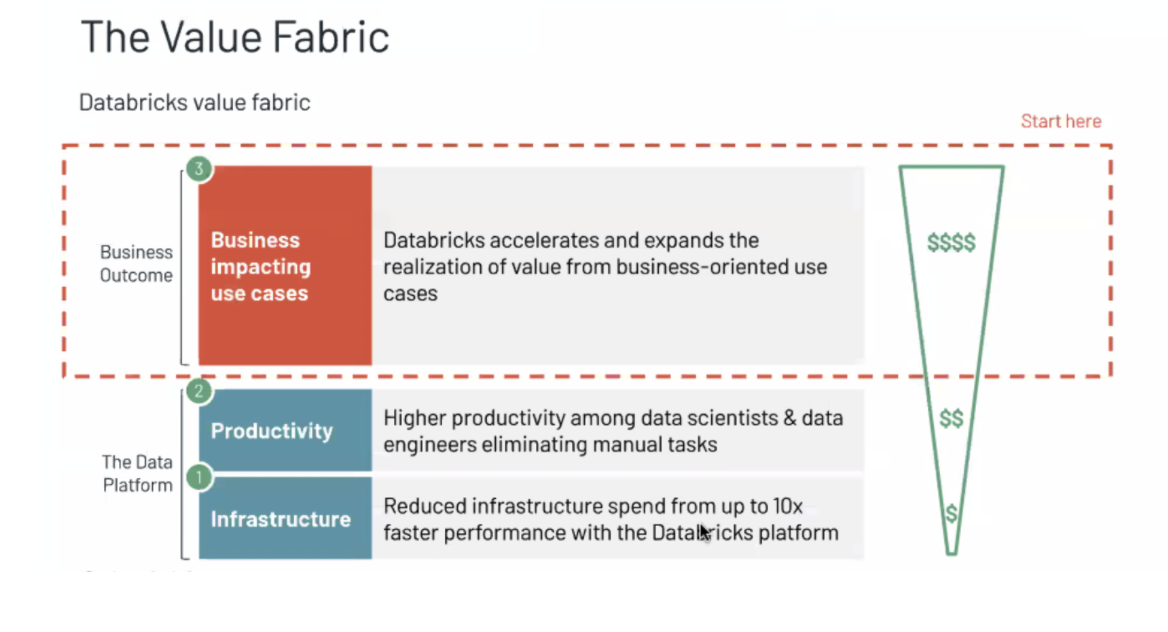 The Value Fabric
Databricks value fabric
Start here
3
Business
Outcome
Business
impacting
use cases
Databricks accelerates and expands the
realization of value from business-oriented use
cases
$$$$
2
The Data
Platform
Productivity
Higher productivity among data scientists & data
engineers eliminating manual tasks
$$
1
Infrastructure
Reduced infrastructure spend from up to 10x
faster performance with the Databricks platform
$